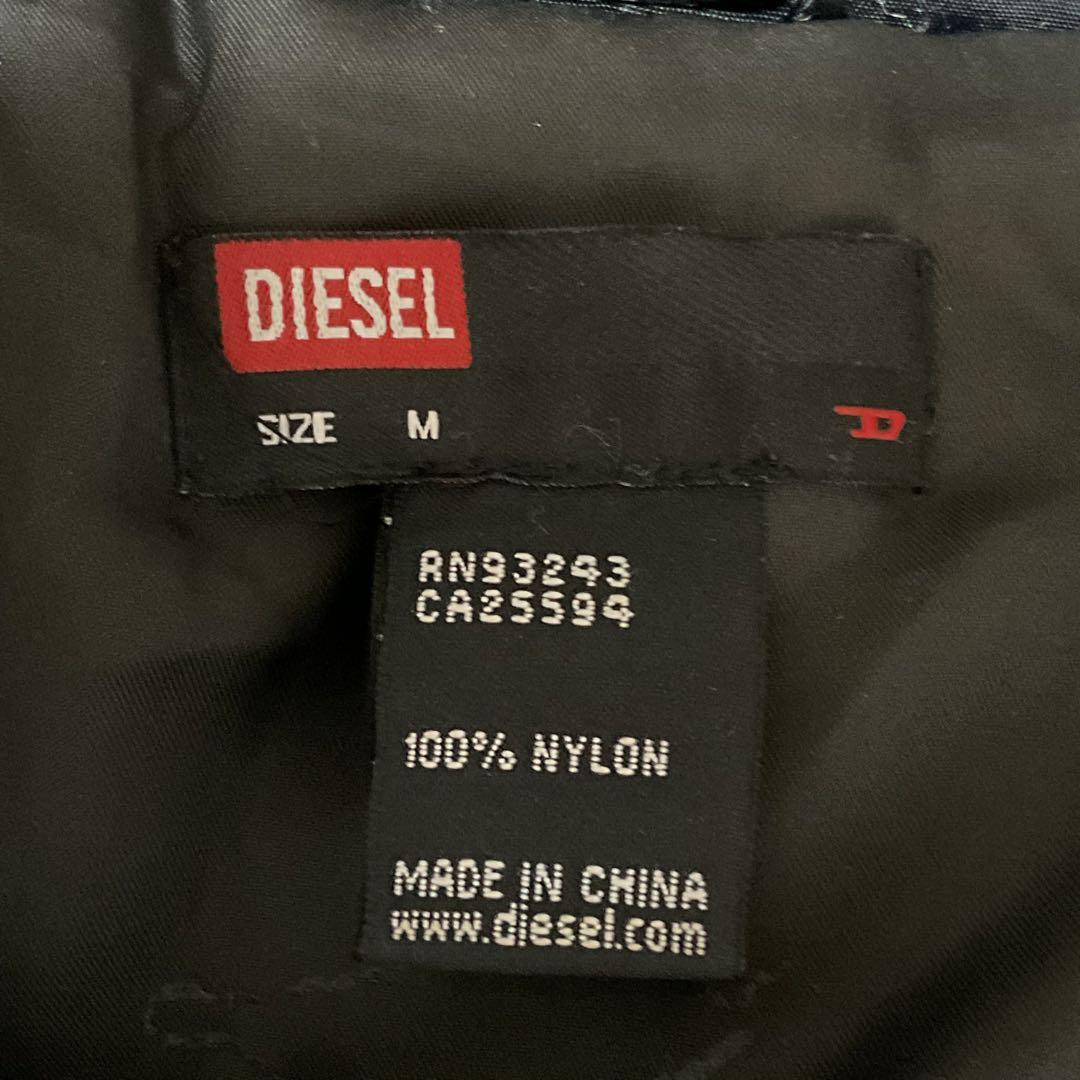 DIESEL
SIZE M
D
RN93243
CA25594
100% NYLON
MADE IN CHINA
www.diesel.com